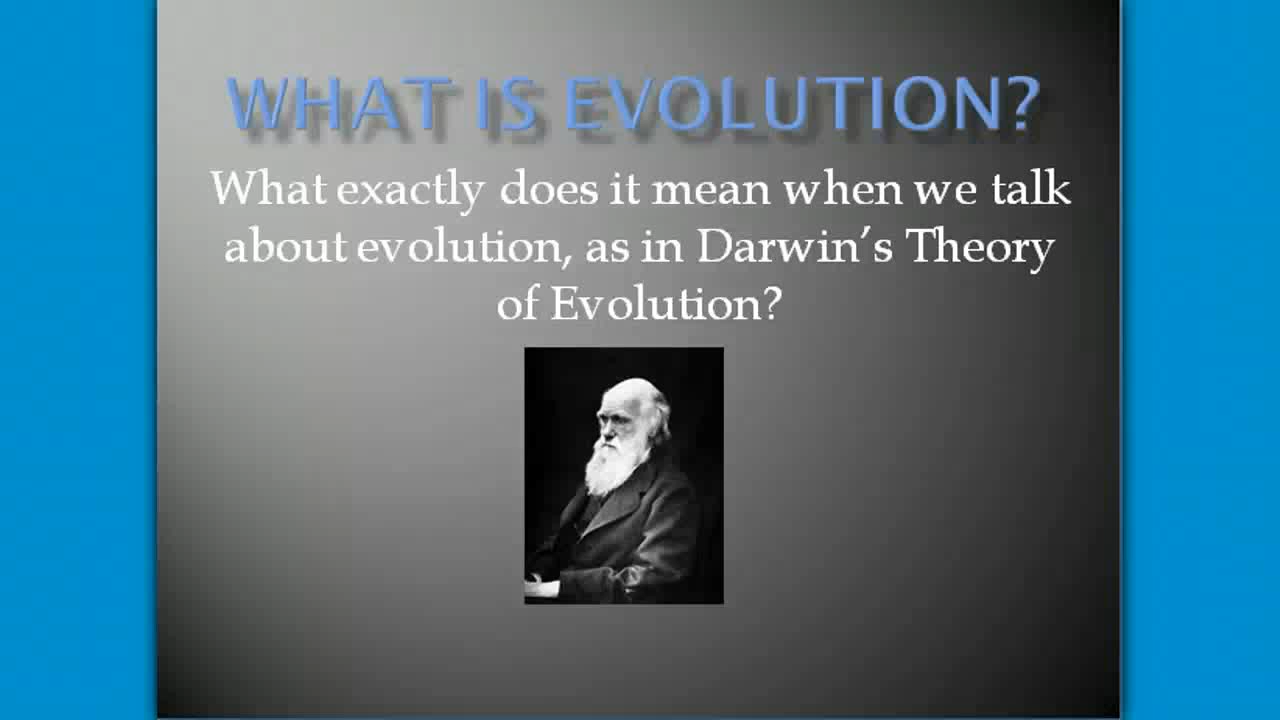 WHAT IS EVOLUTION?
What exactly does it mean when we talk
about evolution, as in Darwin’s Theory
of Evolution?